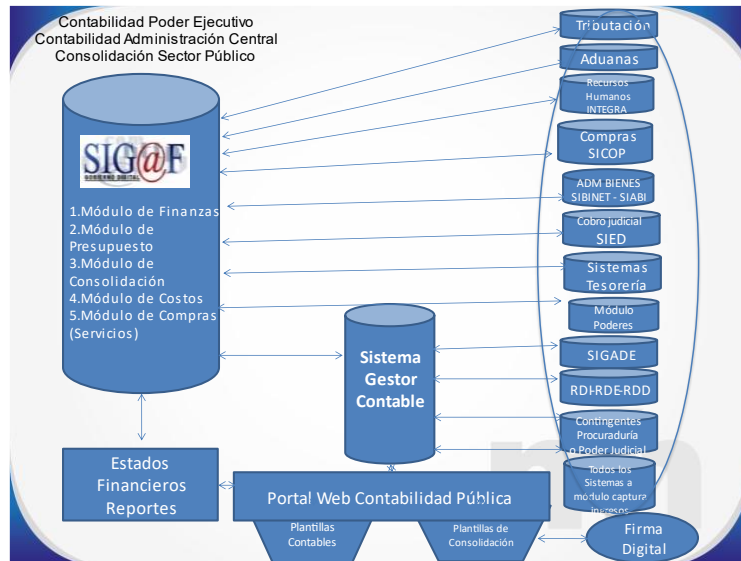 Contabilidad Poder Ejecutivo
Contabilidad Administración Central
Consolidación Sector Público
SIG@F
GOBIERNO DIGITAL
1.Módulo de Finanzas
2.Módulo de
Presupuesto
3.Módulo de
Consolidación
4.Módulo de Costos
5.Módulo de Compras
(Servicios)
Estados
Financieros
Reportes
Sistema
Gestor
Contable
Portal Web Contabilidad Pública
Plantillas
Contables
Plantillas de
Consolidación
Firma
Digital
Tributación
Aduanas
Recursos
Humanos
INTEGRA
Compras
SICOP
ADM BIENES
SIBINET - SIABI
Cobro judicial
SIED
Sistemas
Tesorería
Módulo
Poderes
SIGADE
RDI-RDE-RDD
Contingentes
Procuraduría
o Poder Judicial
Todos los
Sistemas a
módulo captura
ingresos